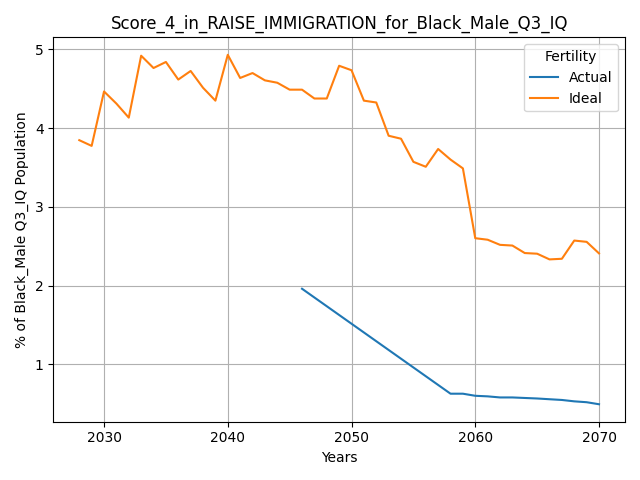 Score_4_in_RAISE_IMMIGRATION_for_Black_Male_Q3_IQ
% of Black_Male Q3_IQ Population
5
4
3
2
1
Fertility
Actual
Ideal
2030
2040
2050
2060
2070
Years